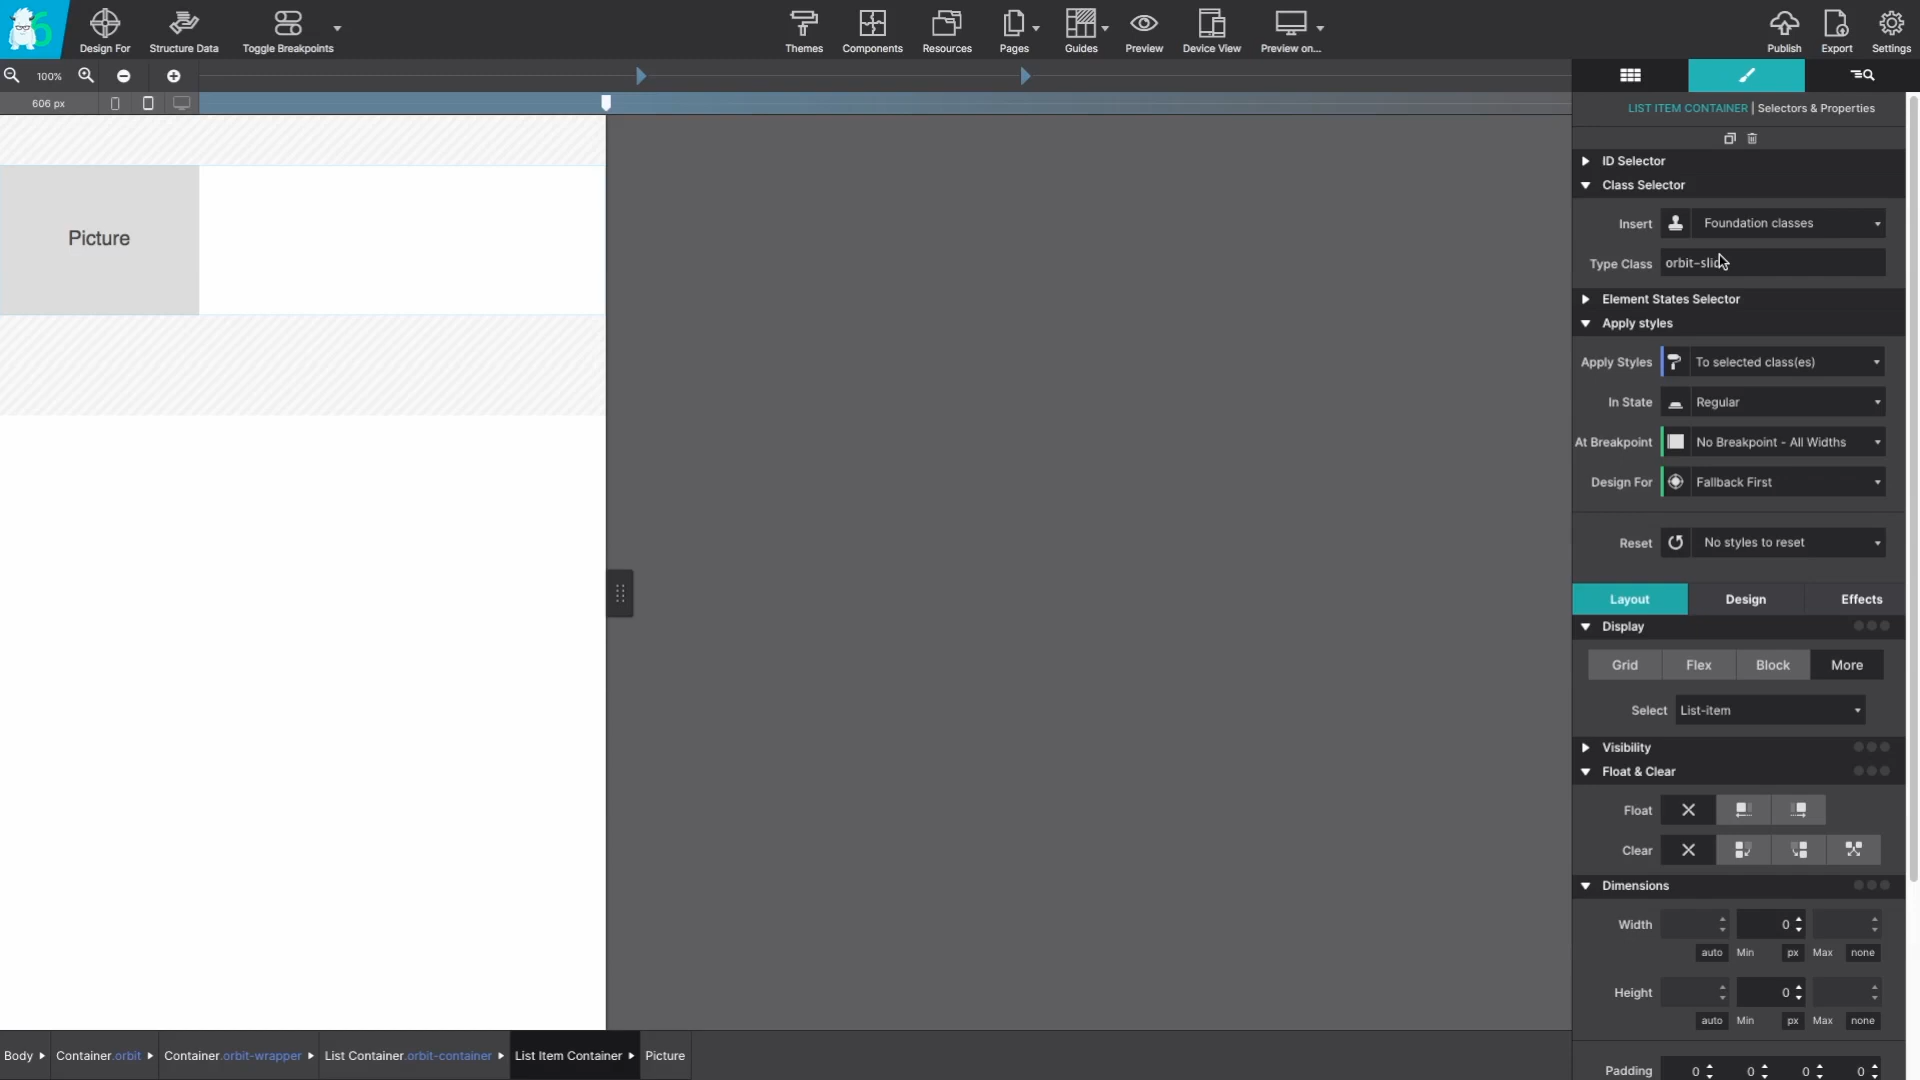 Design For
Structure Data
Toggle Breakpoints
Themes
Components
Resources
Pages
Guides
Preview
Device View
Preview on...
Publish
Export
Settings
100%
606 px
LIST ITEM CONTAINER | Selectors & Properties
ID Selector
Class Selector
Insert
Foundation classes
Type Class
orbit-slid
Element States Selector
Apply styles
Apply Styles
To selected class(es)
In State
Regular
At Breakpoint
No Breakpoint - All Widths
Design For
Fallback First
Reset
No styles to reset
Layout
Design
Effects
Display
Grid
Flex
Block
More
Select
List-item
Visibility
Float & Clear
Float
Clear
Dimensions
Width
0
auto
Min
px
Max
none
Height
0
auto
Min
px
Max
none
Padding
0
0
0
0
Picture
Body
Container.orbit
Container.orbit-wrapper
List Container.orbit-container
List Item Container
Picture